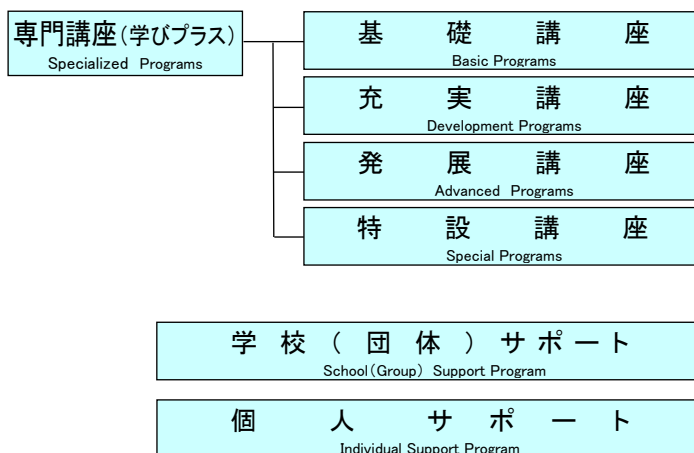 専門講座(学びプラス)
Specialized Programs
基礎講座
Basic Programs
充実講座
Development Programs
発展講座
Advanced Programs
特設講座
Special Programs
学校(団体)サポート
School(Group) Support Program
個人サポート
Individual Support Program